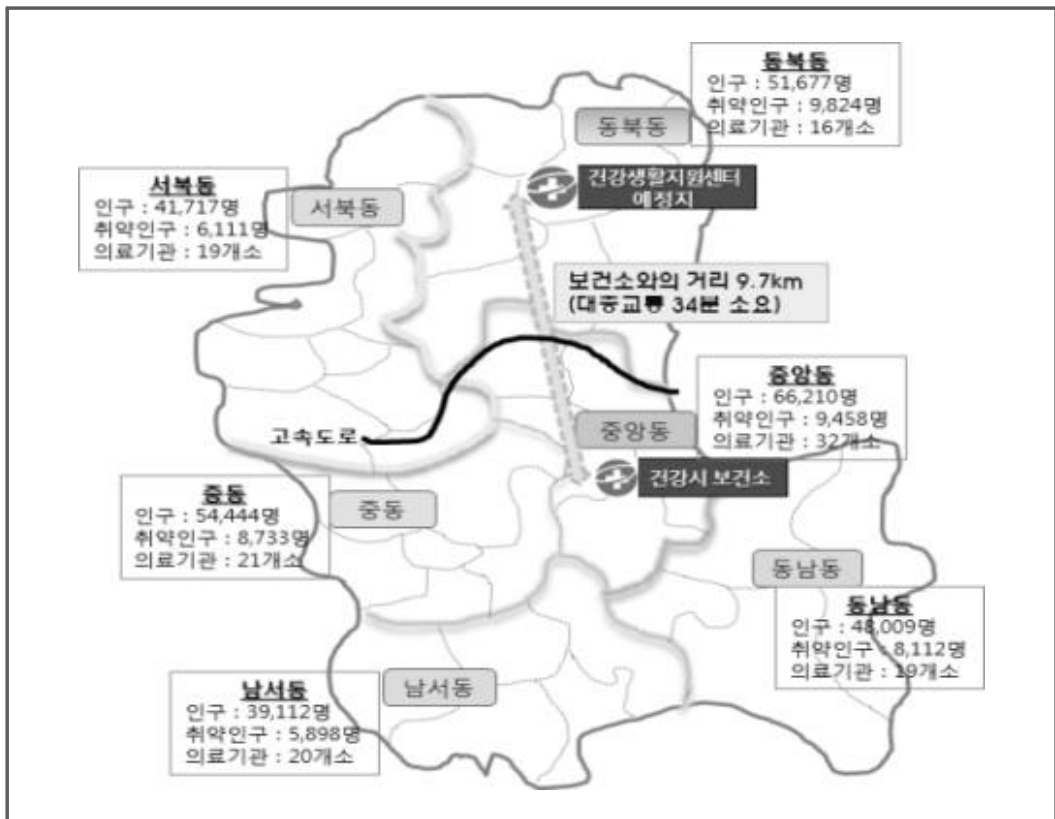 동북동
인구 : 51,677명
취약인구 : 9,824명
의료기관 : 16개소
동북동
건강생활지원센터
예정지
서북동
인구 : 41,717명
취약인구 : 6,111명
의료기관 : 19개소
서북동
보건소와의 거리 9.7km
(대중교통 34분 소요)
중앙동
인구 : 66,210명
취약인구 : 9,458명
의료기관 : 32개소
중앙동
고속도로
건강시 보건소
중동
인구 : 54,444명
취약인구 : 8,733명
의료기관 : 21개소
중동
동남동
동남동
인구 : 48,009명
취약인구 : 8,112명
의료기관 : 19개소
남서동
인구 : 39,112명
취약인구 : 5,898명
의료기관 : 20개소
남서동